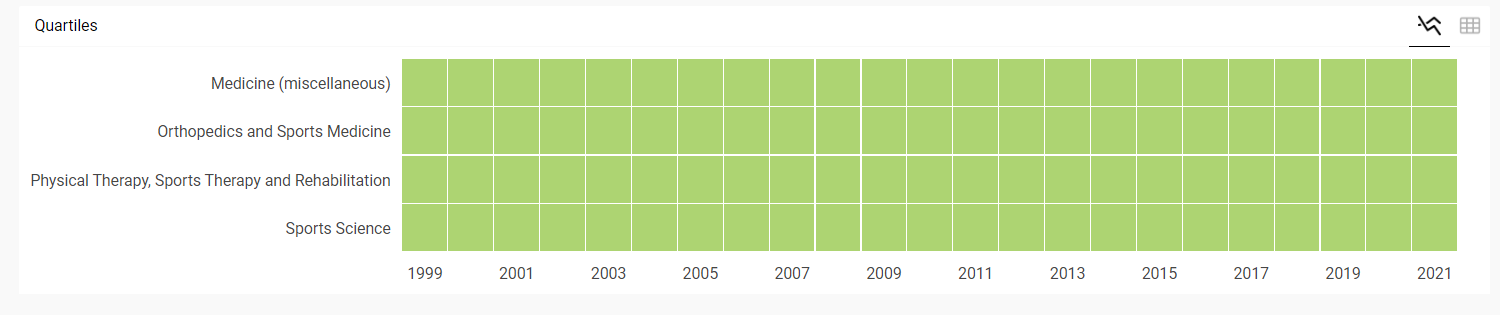 Quartiles
Medicine (miscellaneous)
Orthopedics and Sports Medicine
Physical Therapy, Sports Therapy and Rehabilitation
Sports Science
1999 2001 2003 2005 2007 2009 2011 2013 2015 2017 2019 2021